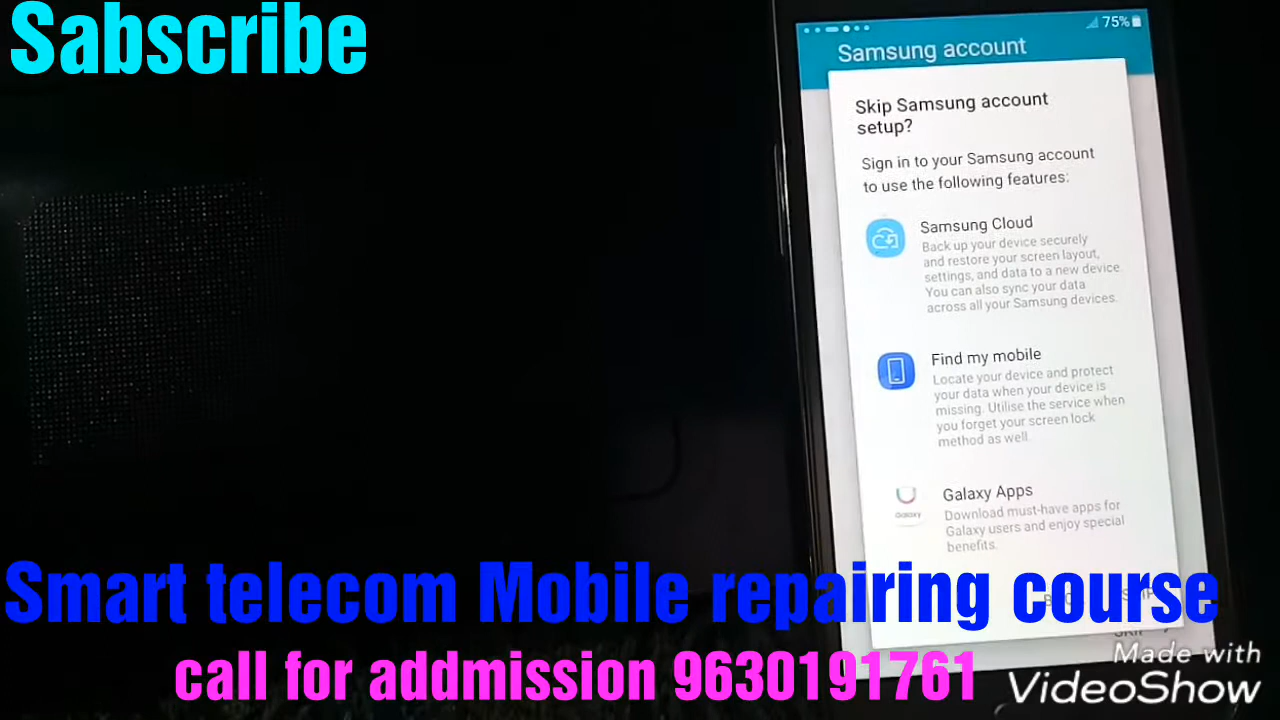 Sabscribe
75%
Samsung account
Skip Samsung account
setup?
Sign in to your Samsung account
to use the following features:
Samsung Cloud
Back up your device securely
and restore your screen layout,
settings, and data to a new device.
You can also sync your data
across all your Samsung devices.
Find my mobile
Locate your device and protect
your data when your device is
missing. Utilise the service when
you forget your screen lock
method as well.
Galaxy Apps
Galaxy
Download must-have apps for
Galaxy users and enjoy special
benefits.
Smart telecom Mobile repairing course
call for addmission 9630191761
Made with
VideoShow